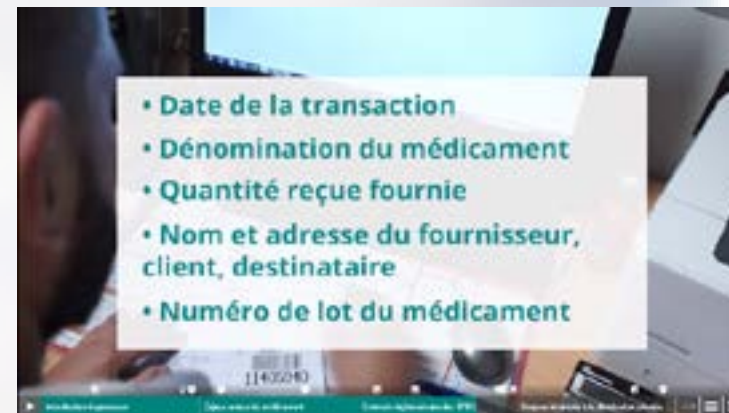 • Date de la transaction
• Dénomination du médicament
• Quantité reçue fournie
• Nom et adresse du fournisseur,
client, destinataire
• Numéro de lot du médicament